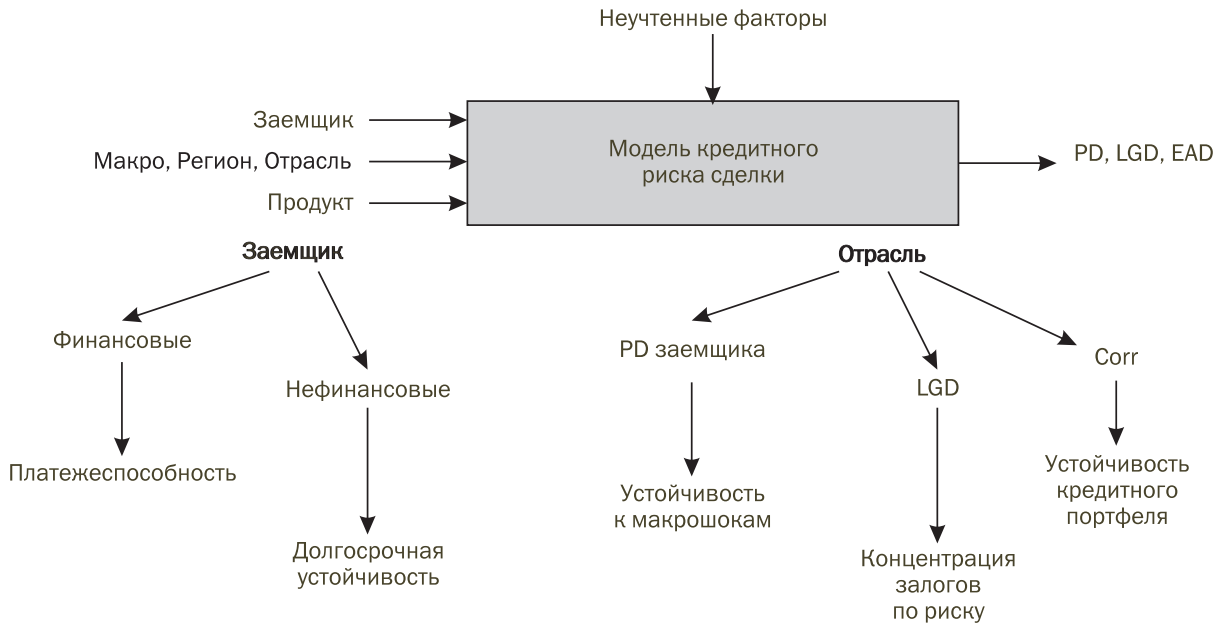 Неучтенные факторы
Заемщик
Макро, Регион, Отрасль
Продукт
Модель кредитного
риска сделки
PD, LGD, EAD
Заемщик
Финансовые
Платежеспособность
Нефинансовые
Долгосрочная
устойчивость
Отрасль
PD заемщика
Устойчивость
к макрошокам
LGD
Концентрация
залогов
по риску
Corr
Устойчивость
кредитного
портфеля